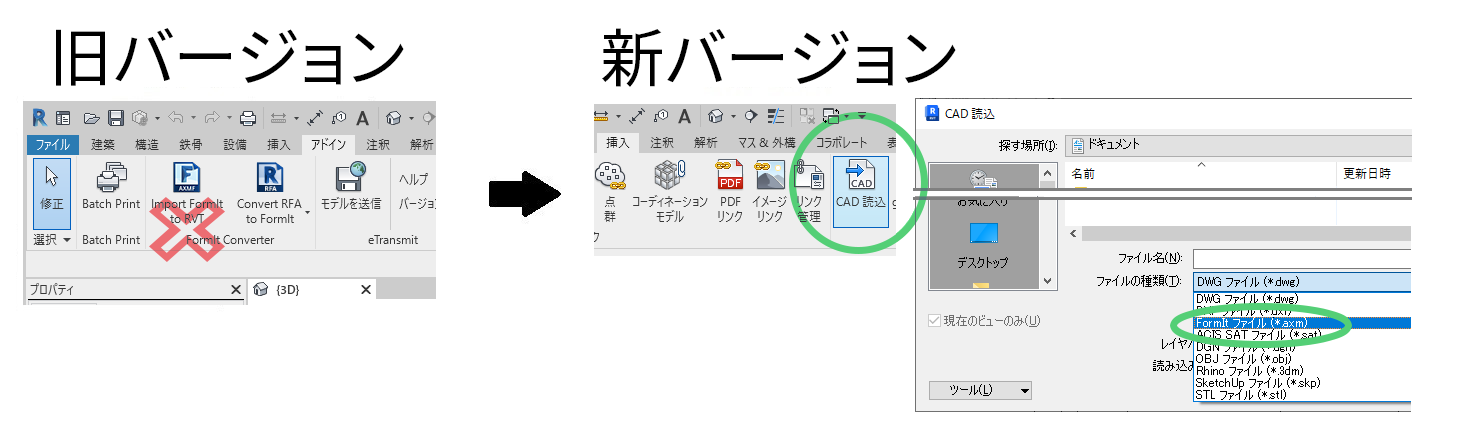 旧バージョン
新バージョン
ファイル 建築 構造 鉄骨 設備 挿入 アドイン 注釈 解析
修正
Batch Print
Import FormIt
to RVT
Convert RFA
to FormIt
モデルを送信
ヘルプ
バージョ
選択
Batch Print
FormIt Converter
eTransmit
プロパティ
{3D}
挿入 注釈 解析 マス & 外構 コラボレート 表
点
群
コーディネーション
モデル
PDF
リンク
イメージ
リンク
リンク
管理
CAD 読込
ク
CAD 読込
探す場所(I):
ドキュメント
名前
更新日時
お気に入り
デスクトップ
ファイル名(N):
ファイルの種類(T):
DWG ファイル (*.dwg)
DWG ファイル (*.dwg)
DXF ファイル (*.dxf)
FormIt ファイル (*.axm)
ACIS SAT ファイル (*.sat)
DGN ファイル (*.dgn)
OBJ ファイル (*.obj)
Rhino ファイル (*.3dm)
SketchUp ファイル (*.skp)
STL ファイル (*.stl)
現在のビューのみ(U)
レイヤ
読み込み
ツール(L)